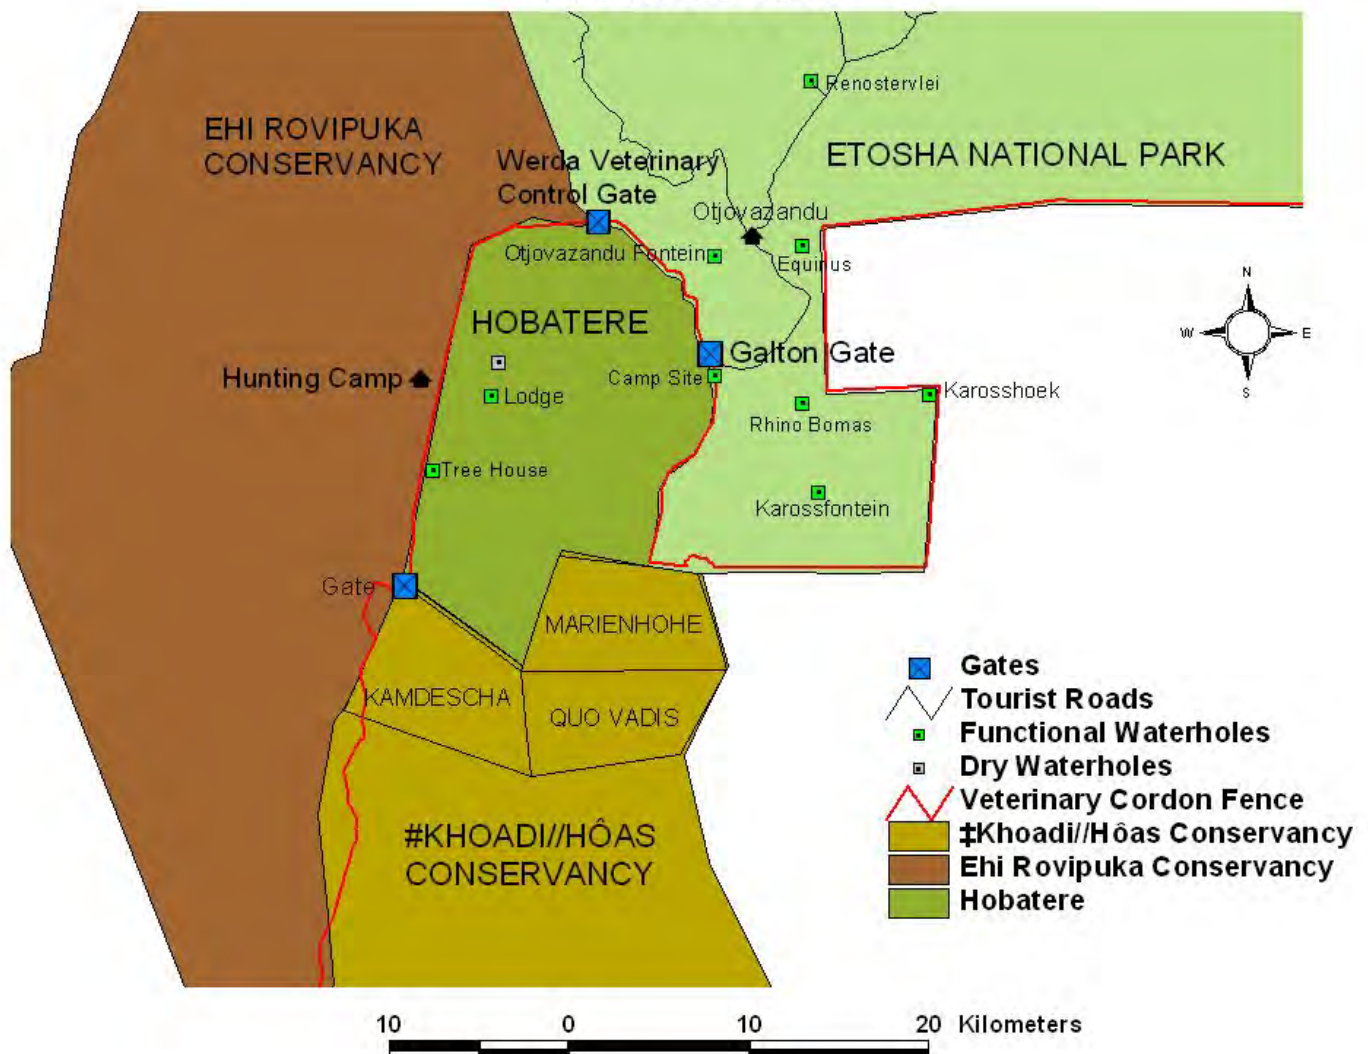 Renostervlei
EHI ROVIPUKA
CONSERVANCY
ETOSHA NATIONAL PARK
Werda Veterinary
Control Gate
Otjovazandu
Otjovazandu Fontein
Equinus
N
W
E
S
HOBATERE
Galton Gate
Hunting Camp
Camp Site
Lodge
Karosshoek
Rhino Bomas
Tree House
Karossfontein
Gate
MARIENHOHE
KAMDESCHA
QUO VADIS
#KHOADI//HÔAS
CONSERVANCY
Gates
Tourist Roads
Functional Waterholes
Dry Waterholes
Veterinary Cordon Fence
‡Khoadi//Hôas Conservancy
Ehi Rovipuka Conservancy
Hobatere
10 0 10 20 Kilometers